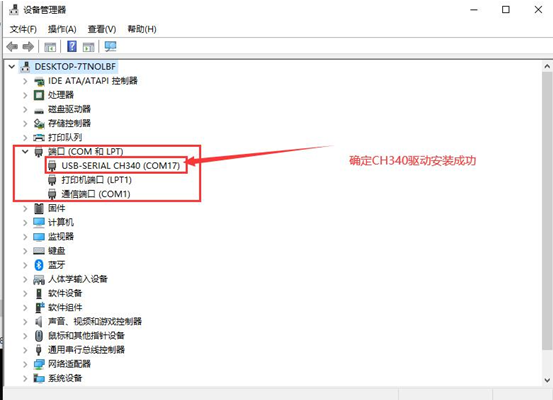 设备管理器
文件(F) 操作(A) 查看(V) 帮助(H)
DESKTOP-7TNOLBF
IDE ATA/ATAPI 控制器
处理器
磁盘驱动器
存储控制器
打印队列
端口 (COM 和 LPT)
USB-SERIAL CH340 (COM17)
确定CH340驱动安装成功
打印机端口 (LPT1)
通信端口 (COM1)
固件
计算机
监视器
键盘
蓝牙
人体学输入设备
软件设备
软件组件
声音、视频和游戏控制器
鼠标和其他指针设备
通用串行总线控制器
网络适配器
系统设备